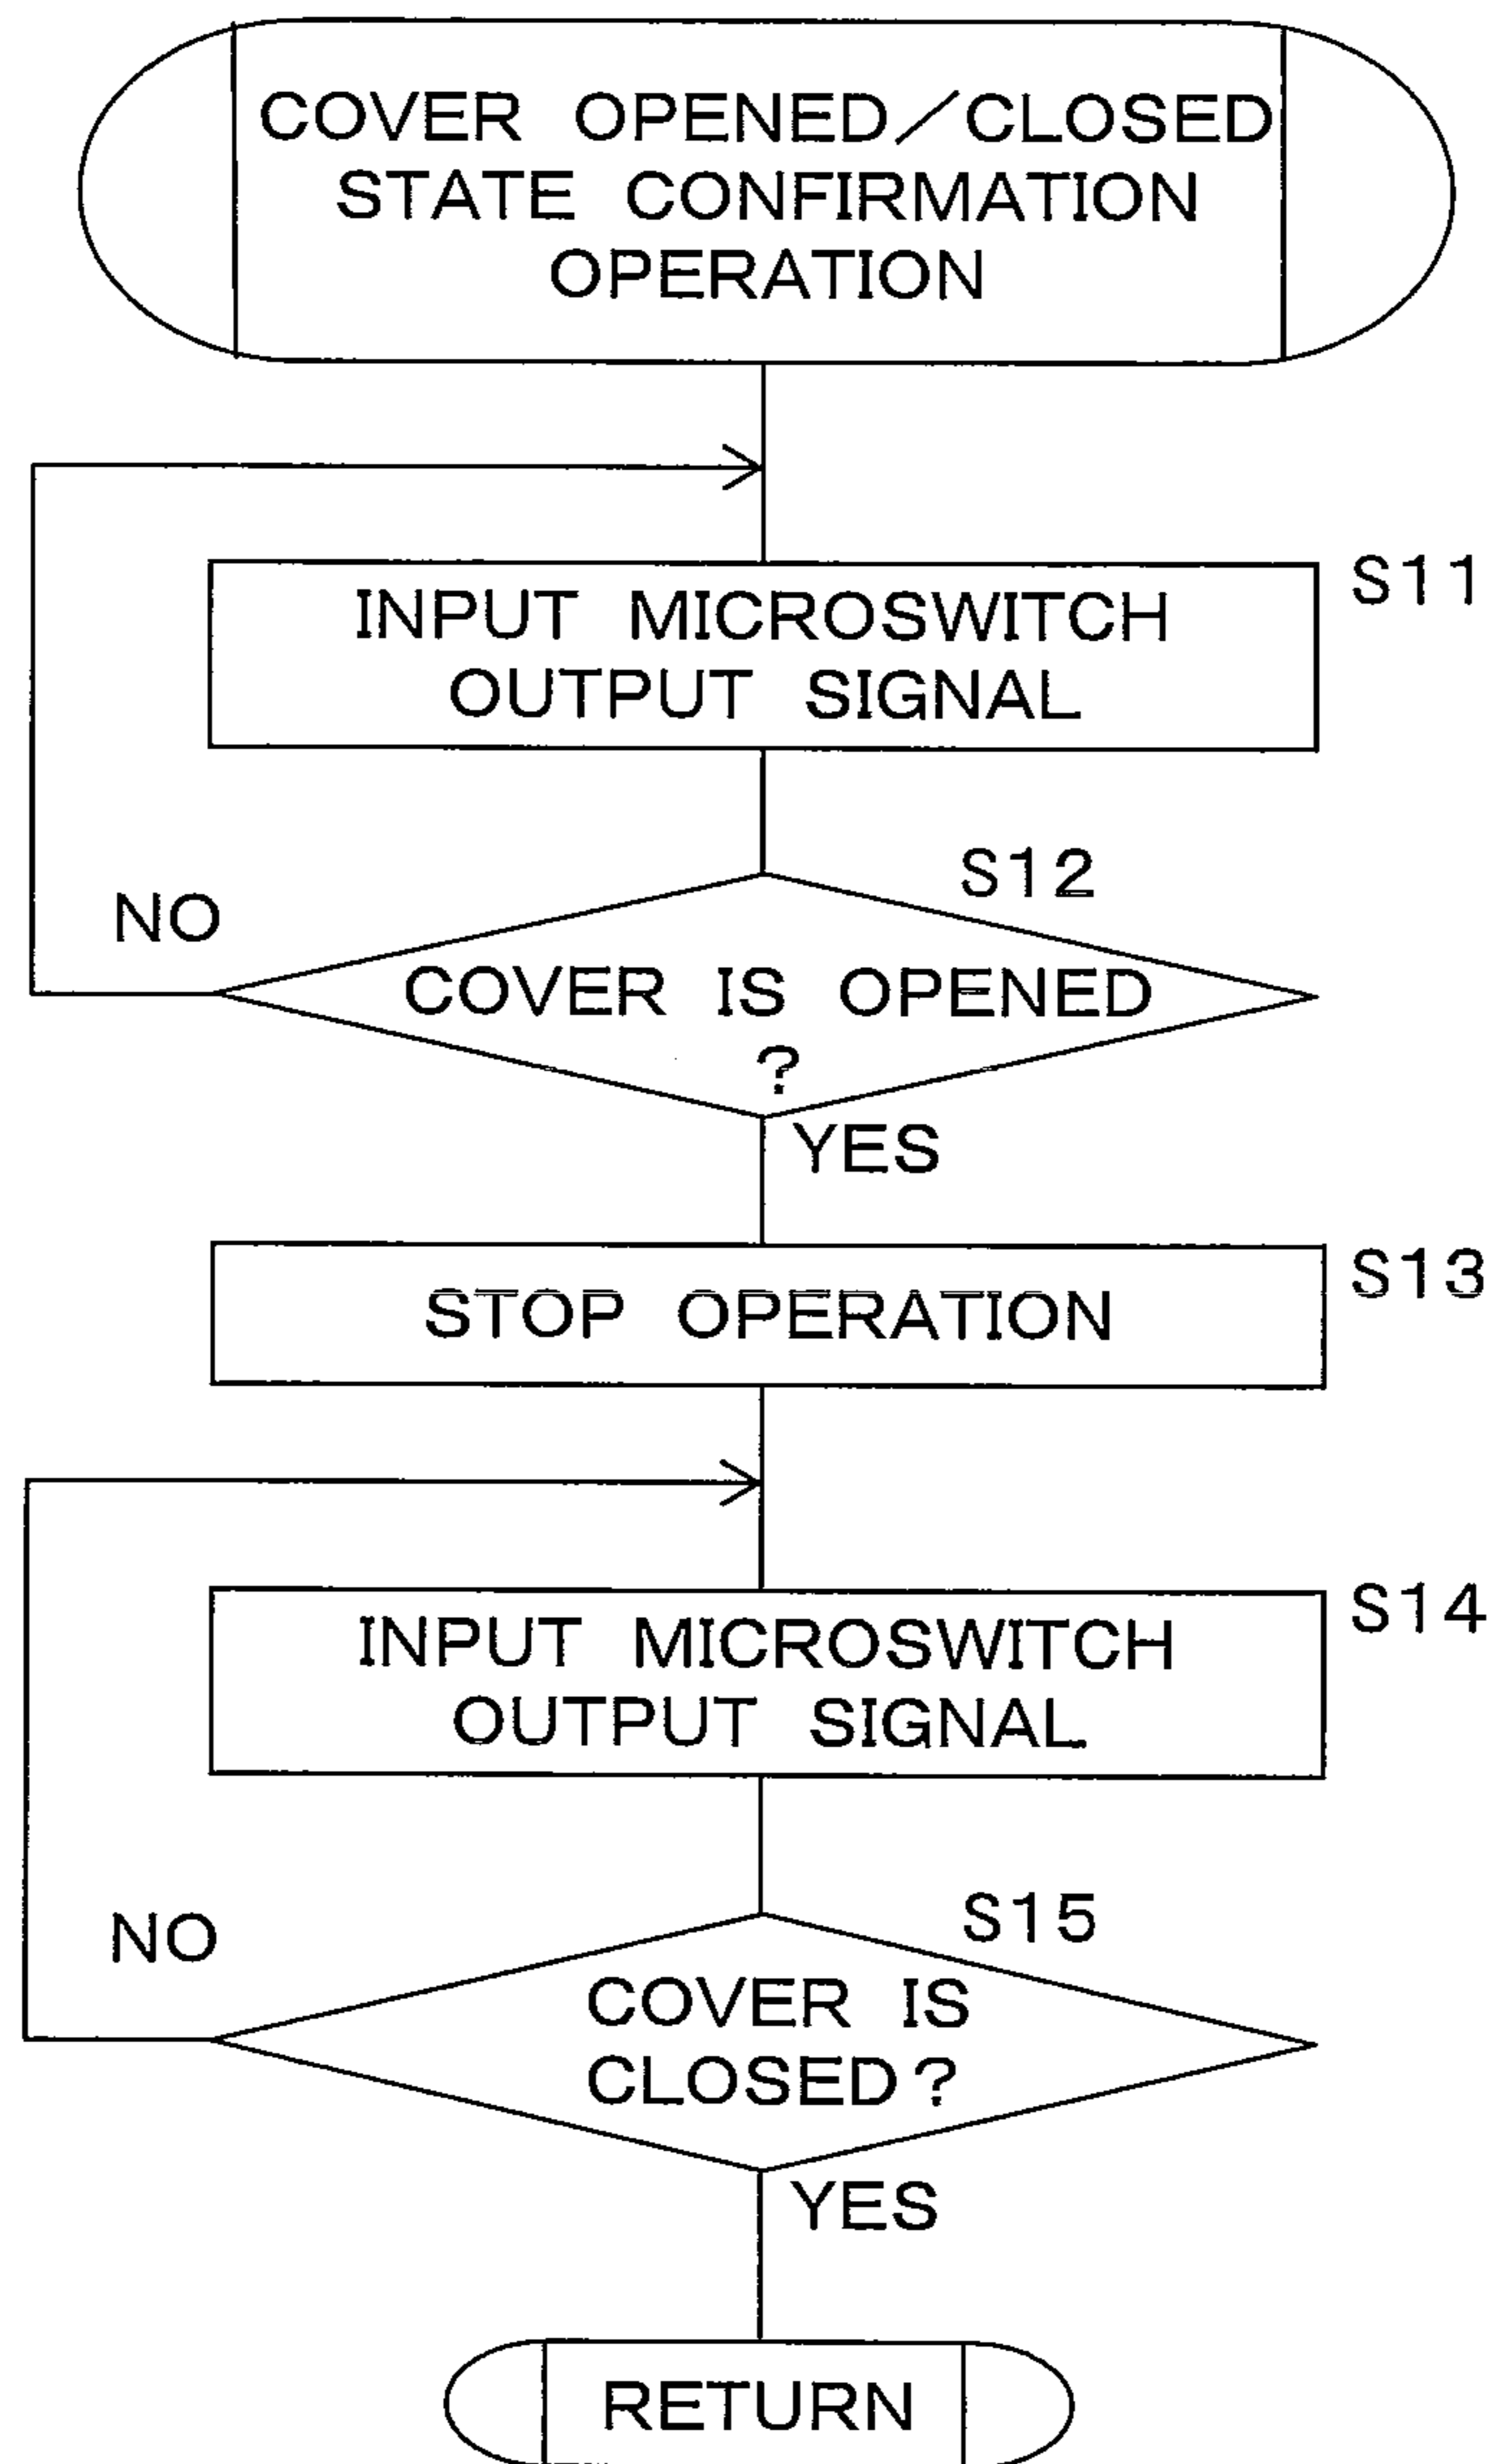 COVER OPENED/CLOSED
STATE CONFIRMATION
OPERATION
S11
INPUT MICROSWITCH
OUTPUT SIGNAL
S12
NO
COVER IS OPENED
?
YES
S13
STOP OPERATION
S14
INPUT MICROSWITCH
OUTPUT SIGNAL
S15
NO
COVER IS
CLOSED?
YES
RETURN